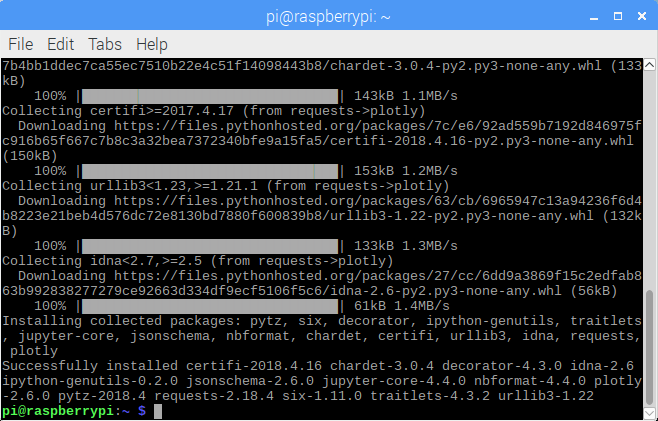 pi@raspberrypi: ~
File Edit Tabs Help
7b4bb1ddec7ca55ec7510b22e4c51f14098443b8/chardet-3.0.4-py2.py3-none-any.whl (133
kB)
100% |████████████████████████████████| 143kB 1.1MB/s
Collecting certifi>=2017.4.17 (from requests->plotly)
Downloading https://files.pythonhosted.org/packages/7c/e6/92ad559b7192d846975f
c916b65f667c7b8c3a32bea7372340bfe9a15fa5/certifi-2018.4.16-py2.py3-none-any.whl
(150kB)
100% |████████████████████████████████| 153kB 1.2MB/s
Collecting urllib3<1.23,>=1.21.1 (from requests->plotly)
Downloading https://files.pythonhosted.org/packages/63/cb/6965947c13a94236f6d4
b8223e21beb4d576dc72e8130bd7880f600839b8/urllib3-1.22-py2.py3-none-any.whl (132k
B)
100% |████████████████████████████████| 133kB 1.3MB/s
Collecting idna<2.7,>=2.5 (from requests->plotly)
Downloading https://files.pythonhosted.org/packages/27/cc/6dd9a3869f15c2edfab8
63b992838277279ce92663d334df9ecf5106f5c6/idna-2.6-py2.py3-none-any.whl (56kB)
100% |████████████████████████████████| 61kB 1.4MB/s
Installing collected packages: pytz, six, decorator, ipython-genutils, traitlets
, jupyter-core, jsonschema, nbformat, chardet, certifi, urllib3, idna, requests,
plotly
Successfully installed certifi-2018.4.16 chardet-3.0.4 decorator-4.3.0 idna-2.6
ipython-genutils-0.2.0 jsonschema-2.6.0 jupyter-core-4.4.0 nbformat-4.4.0 plotly
-2.6.0 pytz-2018.4 requests-2.18.4 six-1.11.0 traitlets-4.3.2 urllib3-1.22
pi@raspberrypi:~ $